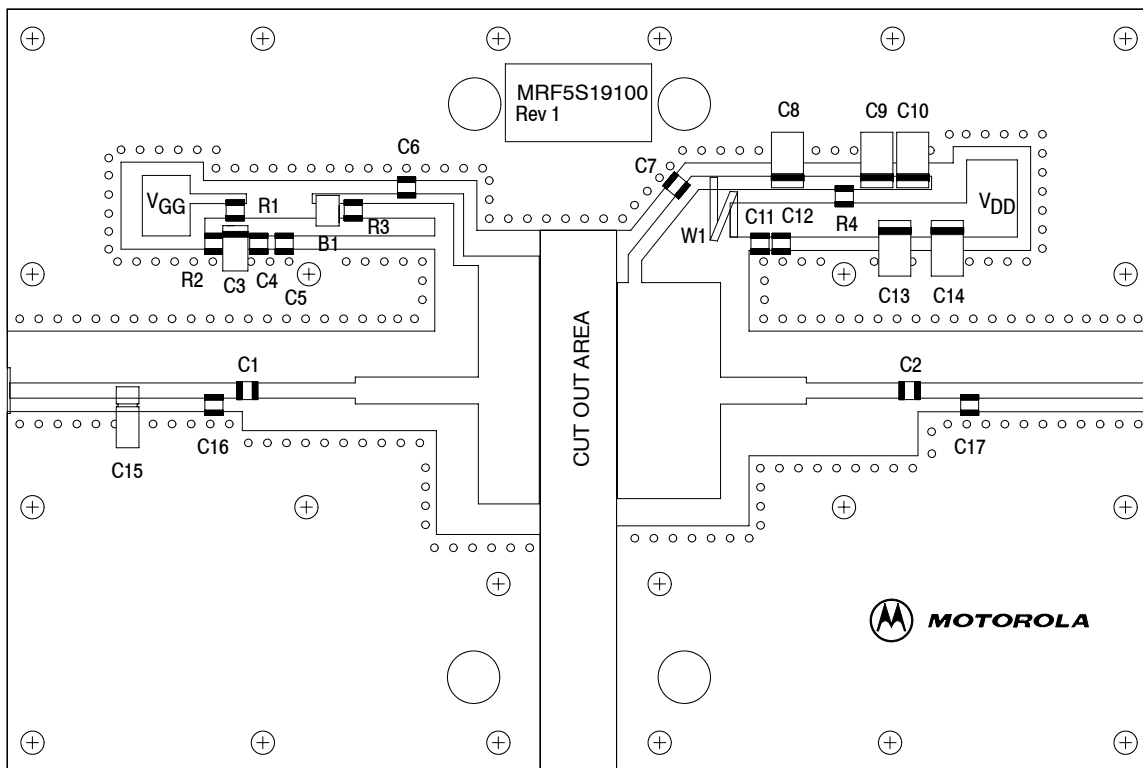 MRF5S19100
Rev 1
C8
C9
C10
C6
C7
VGG
R1
B1
R3
R2
C3
C4
C5
W1
C11
C12
R4
VDD
C13
C14
CUT OUT AREA
C1
C2
C15
C16
C17
MOTOROLA